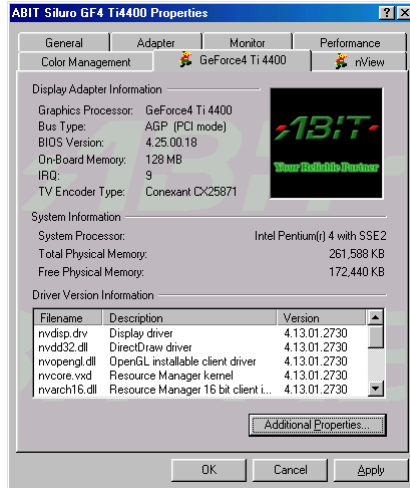 ABIT Siluro GF4 Ti4400 Properties
General Adapter Monitor Performance
Color Management GeForce4 Ti 4400 nView
Display Adapter Information
Graphics Processor: GeForce4 Ti 4400
Bus Type: AGP (PCI mode)
BIOS Version: 4.25.00.18
On-Board Memory: 128 MB
IRQ: 9
TV Encoder Type: Conexant CX25871
ABIT
Your Reliable Partner
System Information
System Processor: Intel Pentium(r) 4 with SSE2
Total Physical Memory: 261,588 KB
Free Physical Memory: 172,440 KB
Driver Version Information
Filename Description Version
nvdisp.drv Display driver 4.13.01.2730
nvdd32.dll DirectDraw driver 4.13.01.2730
nvopengl.dll OpenGL installable client driver 4.13.01.2730
nvcore.vxd Resource Manager kernel 4.13.01.2730
nvarch16.dll Resource Manager 16 bit client i... 4.13.01.2730
Additional Properties...
OK Cancel Apply